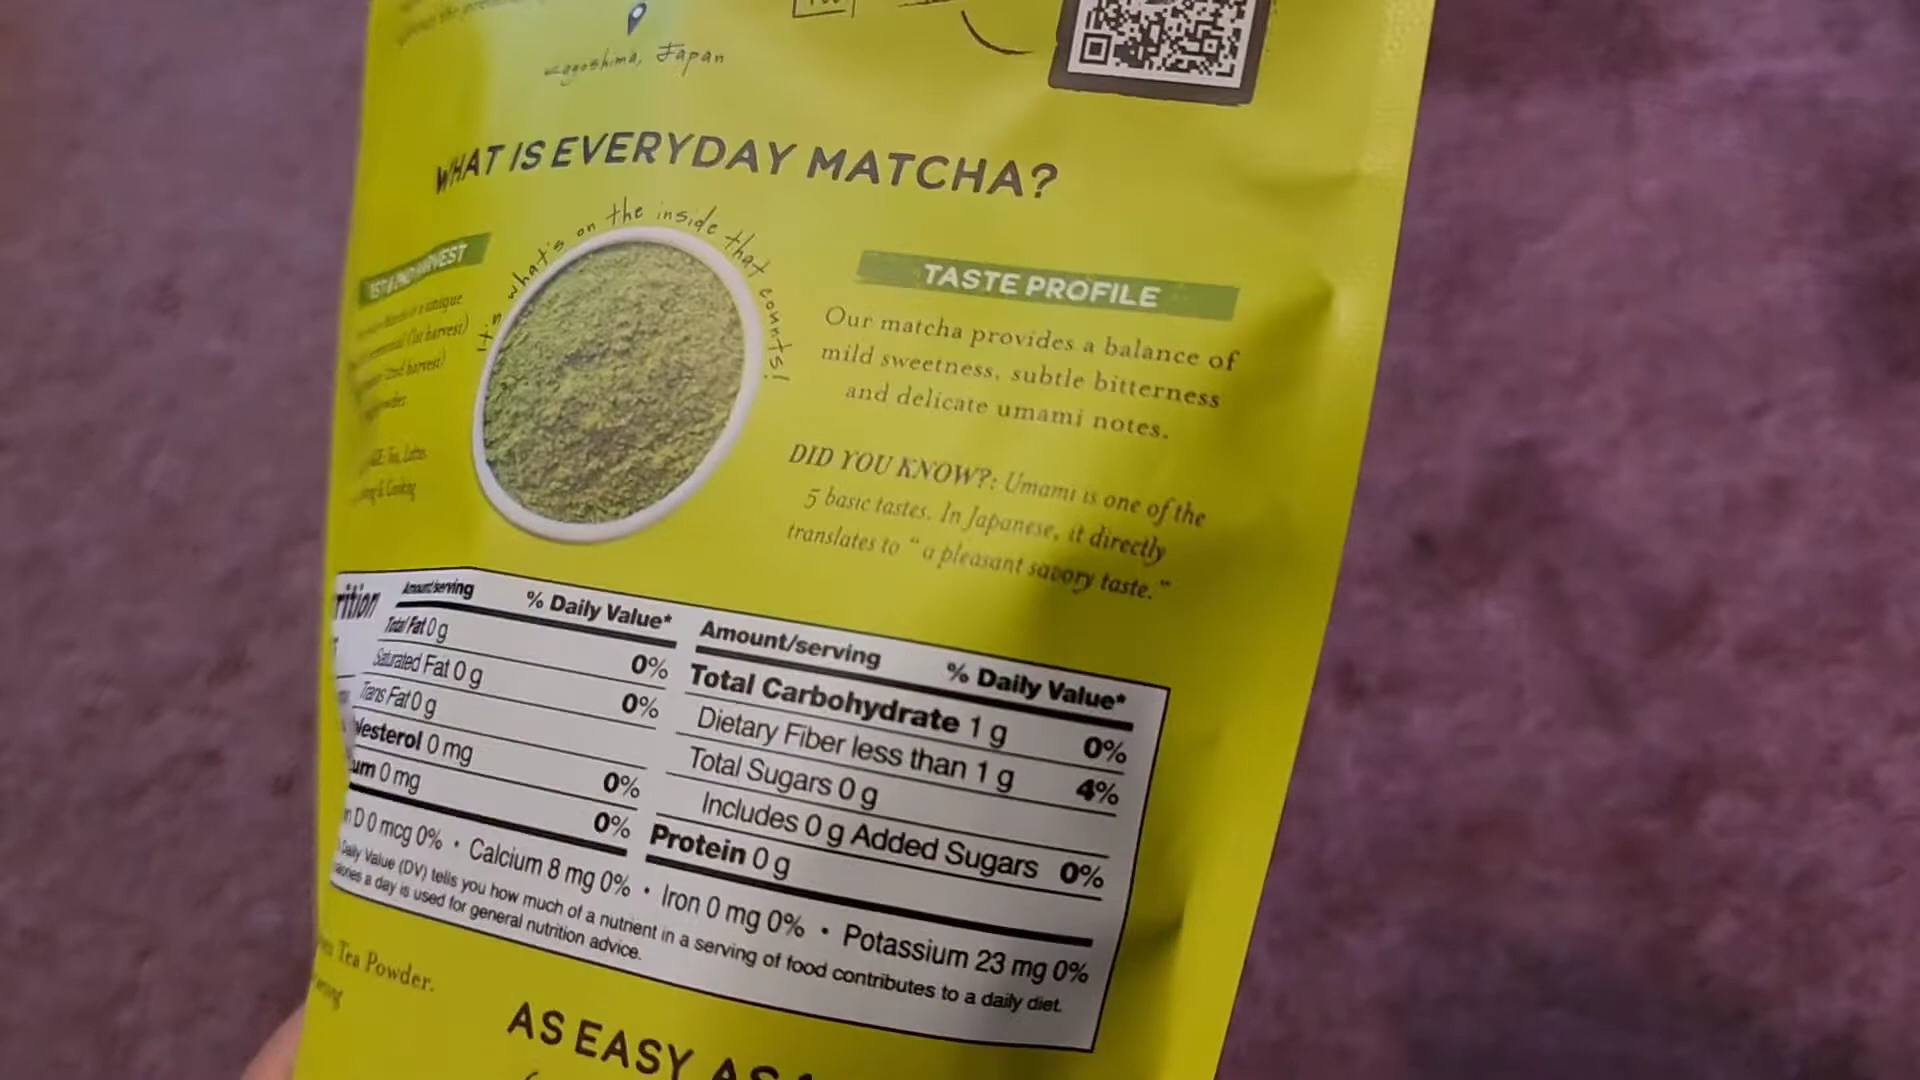 Kagoshima, Japan
WHAT IS EVERYDAY MATCHA?
It's what's on the inside that counts!
HARVEST
unique
(1st harvest)
harvest)
Tea, Lattes
& Cooking
TASTE PROFILE
Our matcha provides a balance of
mild sweetness, subtle bitterness
and delicate umami notes.
DID YOU KNOW?: Umami is one of the
5 basic tastes. In Japanese, it directly
translates to "a pleasant savory taste."
rition
Amount/serving % Daily Value*
Total Fat 0 g 0%
Saturated Fat 0 g 0%
Trans Fat 0 g
lesterol 0 mg 0%
um 0 mg 0%
Amount/serving % Daily Value*
Total Carbohydrate 1 g 0%
Dietary Fiber less than 1 g 4%
Total Sugars 0 g
Includes 0 g Added Sugars 0%
Protein 0 g
n D 0 mcg 0% • Calcium 8 mg 0% • Iron 0 mg 0% • Potassium 23 mg 0%
Daily Value (DV) tells you how much of a nutrient in a serving of food contributes to a daily diet.
alories a day is used for general nutrition advice.
Tea Powder.
AS EASY AS